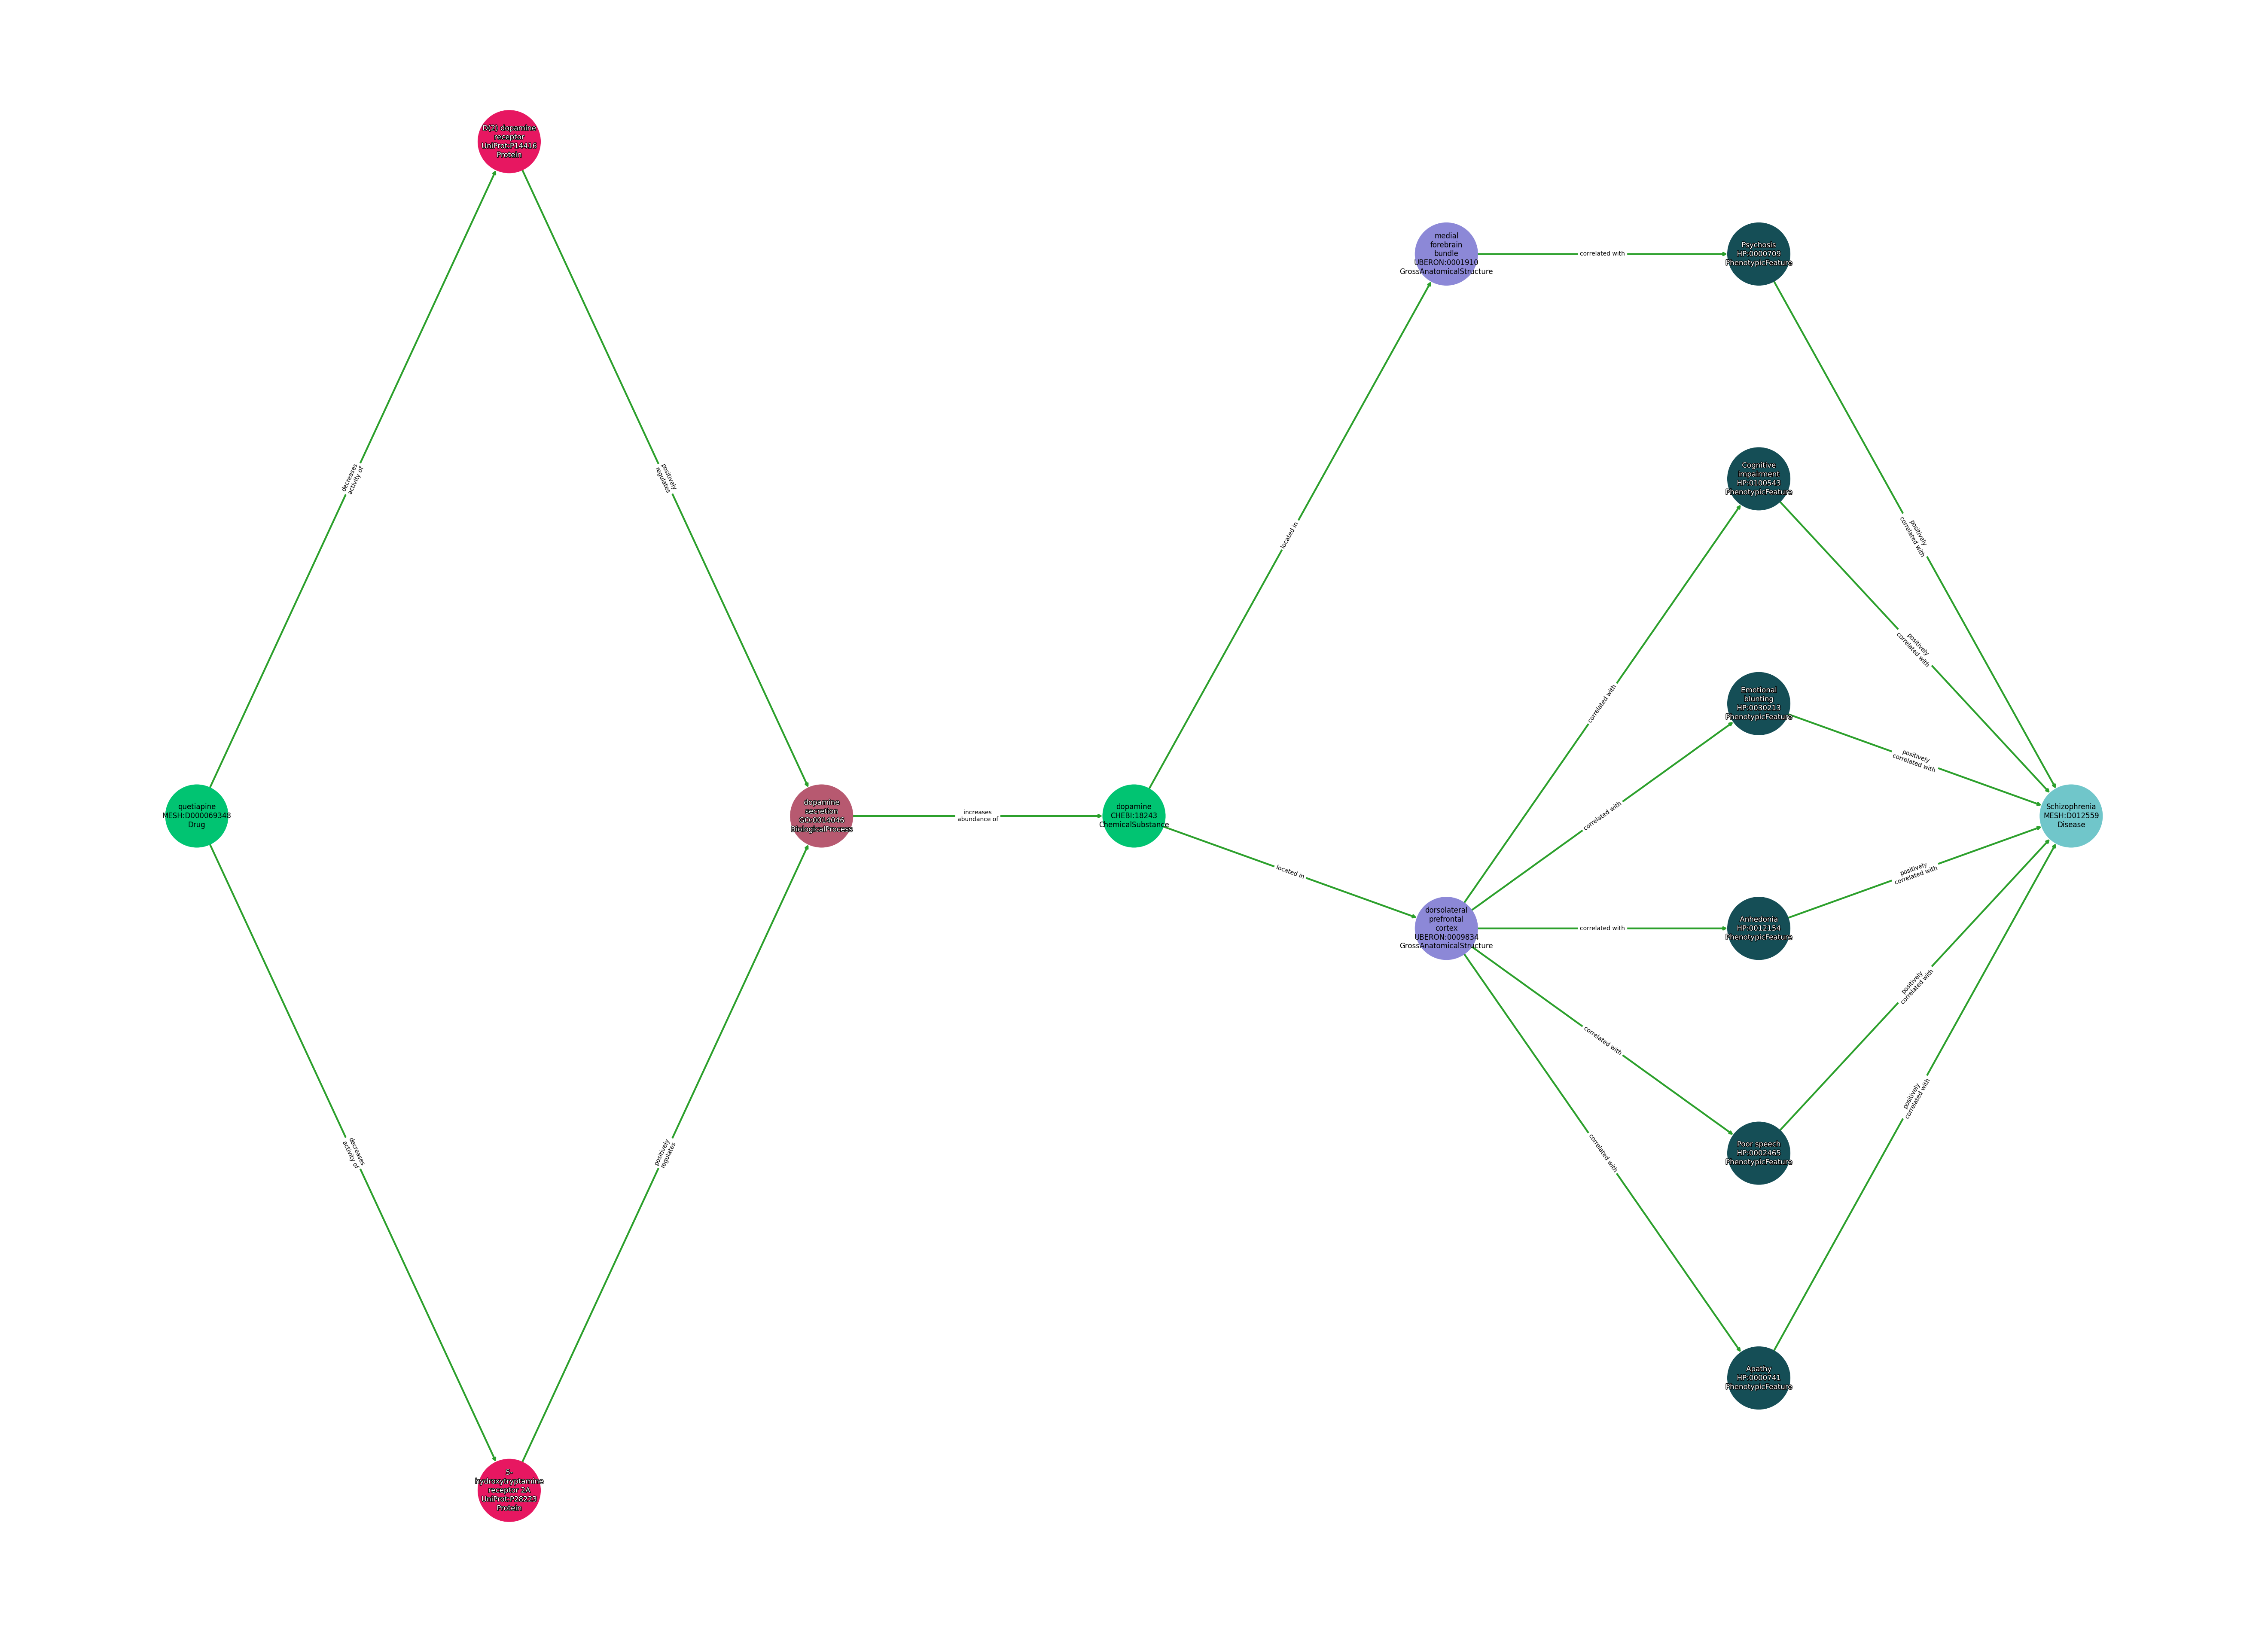 D(2) dopamine
receptor
UniProt:P14416
Protein
medial
forebrain
bundle
UBERON:0001910
GrossAnatomicalStructure
correlated with
Psychosis
HP:0000709
PhenotypicFeature
decreases
activity of
positively
regulates
located in
Cognitive
impairment
HP:0100543
PhenotypicFeature
positively
correlated with
positively
correlated with
correlated with
Emotional
blunting
HP:0030213
PhenotypicFeature
positively
correlated with
quetiapine
MESH:D000069348
Drug
dopamine
secretion
GO:0014046
BiologicalProcess
increases
abundance of
dopamine
CHEBI:18243
ChemicalSubstance
correlated with
Schizophrenia
MESH:D012559
Disease
located in
positively
correlated with
dorsolateral
prefrontal
cortex
UBERON:0009834
GrossAnatomicalStructure
correlated with
Anhedonia
HP:0012154
PhenotypicFeature
positively
correlated with
correlated with
decreases
activity of
positively
regulates
correlated with
Poor speech
HP:0002465
PhenotypicFeature
positively
correlated with
Apathy
HP:0000741
PhenotypicFeature
5-
hydroxytryptamine
receptor 2A
UniProt:P28223
Protein